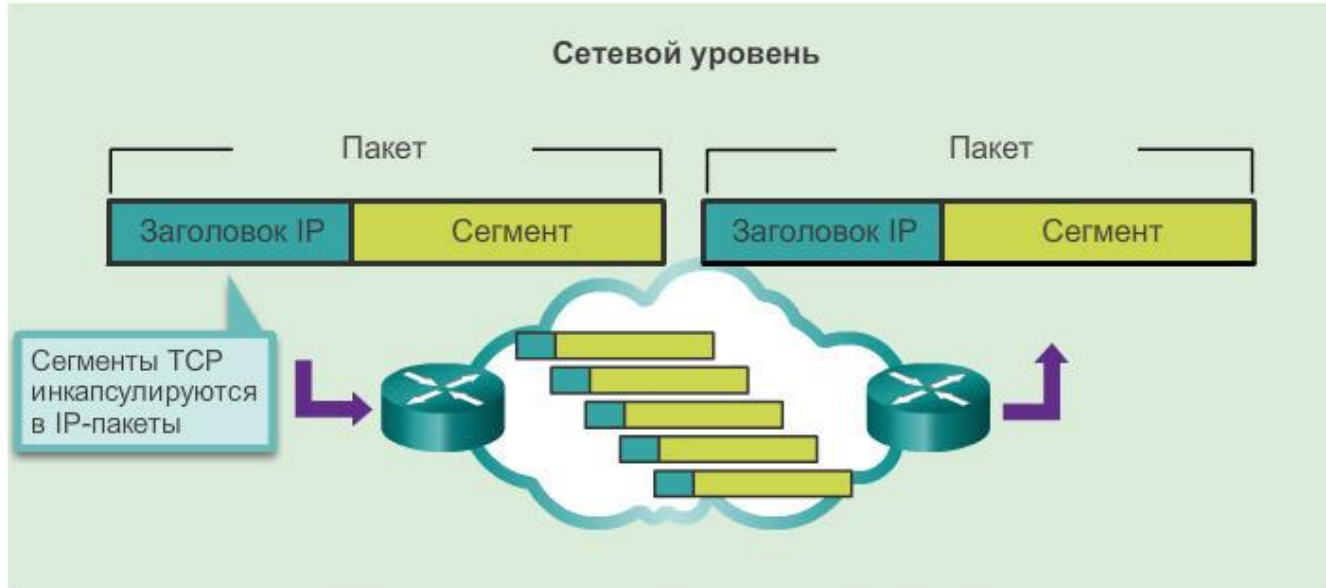 Сетевой уровень
Пакет
Пакет
Заголовок IP
Сегмент
Заголовок IP
Сегмент
Сегменты TCP
инкапсулируются
в IP-пакеты